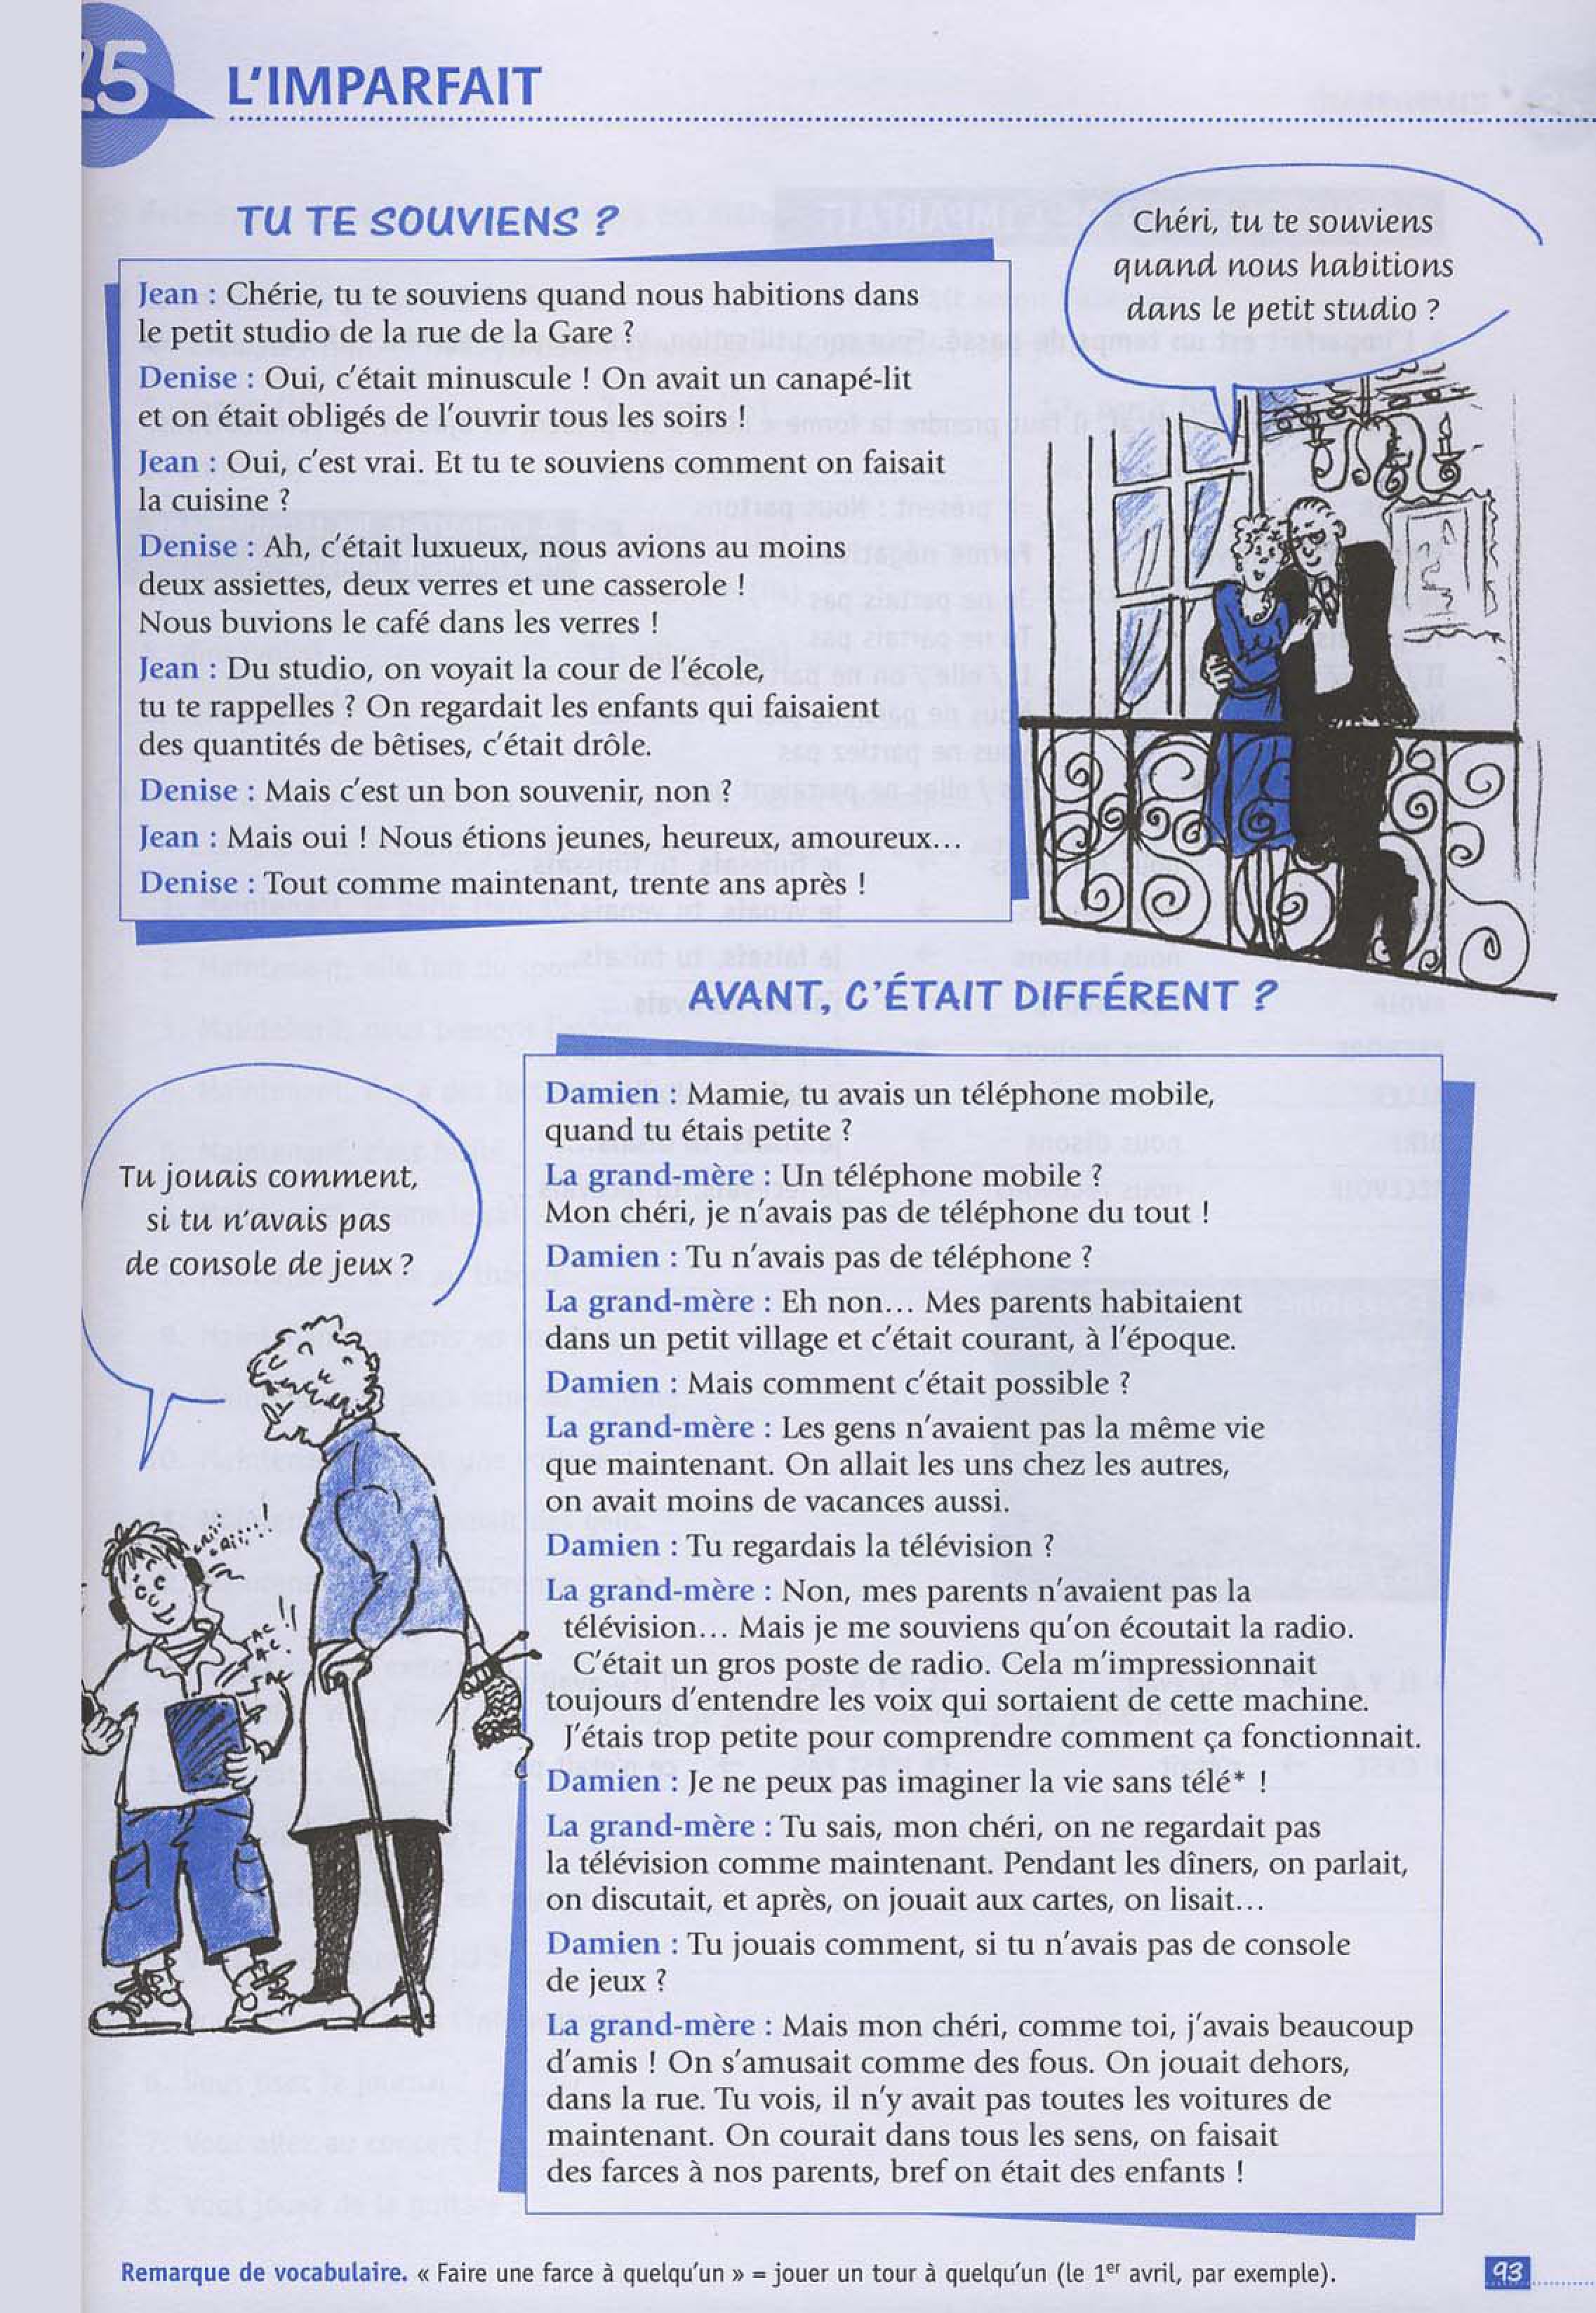 25
L'IMPARFAIT
TU TE SOUVIENS ?
Chéri, tu te souviens
quand nous habitions
dans le petit studio ?
Jean : Chérie, tu te souviens quand nous habitions dans
le petit studio de la rue de la Gare ?
Denise : Oui, c'était minuscule ! On avait un canapé-lit
et on était obligés de l'ouvrir tous les soirs !
Jean : Oui, c'est vrai. Et tu te souviens comment on faisait
la cuisine ?
Denise : Ah, c'était luxueux, nous avions au moins
deux assiettes, deux verres et une casserole !
Nous buvions le café dans les verres !
Jean : Du studio, on voyait la cour de l'école,
tu te rappelles ? On regardait les enfants qui faisaient
des quantités de bêtises, c'était drôle.
Denise : Mais c'est un bon souvenir, non ?
Jean : Mais oui ! Nous étions jeunes, heureux, amoureux...
Denise : Tout comme maintenant, trente ans après !
AVANT, C'ÉTAIT DIFFÉRENT ?
Tu jouais comment,
si tu n'avais pas
de console de jeux ?
Damien : Mamie, tu avais un téléphone mobile,
quand tu étais petite ?
La grand-mère : Un téléphone mobile ?
Mon chéri, je n'avais pas de téléphone du tout !
Damien : Tu n'avais pas de téléphone ?
La grand-mère : Eh non... Mes parents habitaient
dans un petit village et c'était courant, à l'époque.
Damien : Mais comment c'était possible ?
La grand-mère : Les gens n'avaient pas la même vie
que maintenant. On allait les uns chez les autres,
on avait moins de vacances aussi.
Damien : Tu regardais la télévision ?
La grand-mère : Non, mes parents n'avaient pas la
télévision... Mais je me souviens qu'on écoutait la radio.
C'était un gros poste de radio. Cela m'impressionnait
toujours d'entendre les voix qui sortaient de cette machine.
J'étais trop petite pour comprendre comment ça fonctionnait.
Damien : Je ne peux pas imaginer la vie sans télé* !
La grand-mère : Tu sais, mon chéri, on ne regardait pas
la télévision comme maintenant. Pendant les dîners, on parlait,
on discutait, et après, on jouait aux cartes, on lisait...
Damien : Tu jouais comment, si tu n'avais pas de console
de jeux ?
La grand-mère : Mais mon chéri, comme toi, j'avais beaucoup
d'amis ! On s'amusait comme des fous. On jouait dehors,
dans la rue. Tu vois, il n'y avait pas toutes les voitures de
maintenant. On courait dans tous les sens, on faisait
des farces à nos parents, bref on était des enfants !
Remarque de vocabulaire. « Faire une farce à quelqu'un » = jouer un tour à quelqu'un (le 1er avril, par exemple).
93